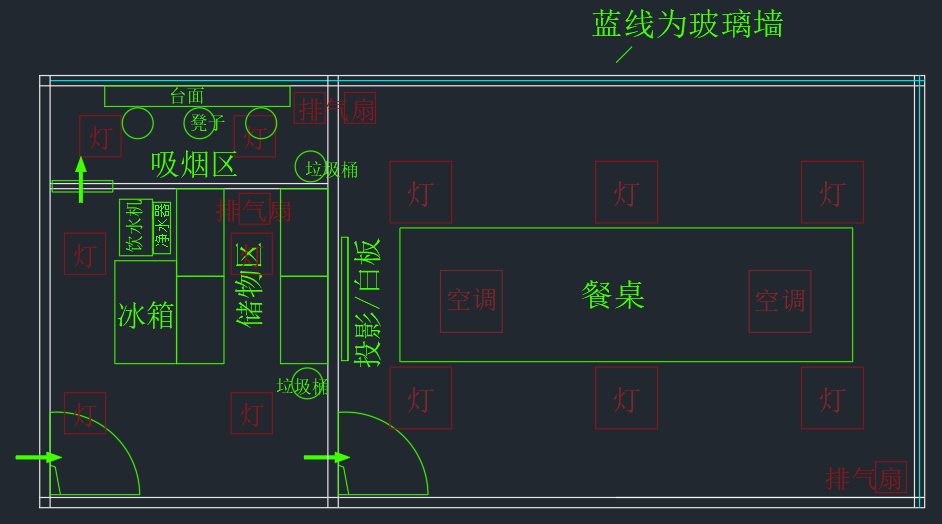 蓝线为玻璃墙
台面
排气扇
灯
凳子
灯
吸烟区
垃圾桶
灯
灯
灯
饮水机
净水器
排气扇
灯
灯
储物区
投影/白板
冰箱
空调
餐桌
空调
垃圾桶
灯
灯
灯
灯
灯
排气扇